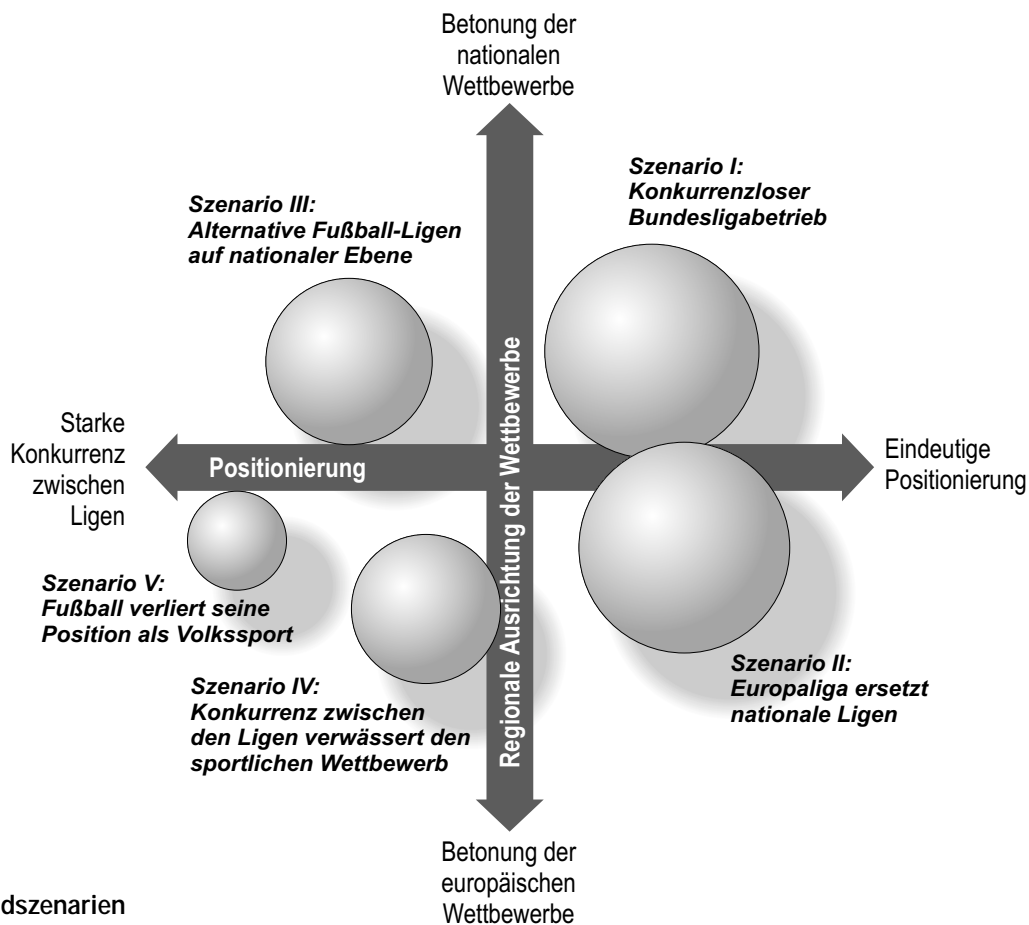 Betonung der
nationalen
Wettbewerbe
Szenario I:
Konkurrenzloser
Bundesligabetrieb
Szenario III:
Alternative Fußball-Ligen
auf nationaler Ebene
Starke
Konkurrenz
zwischen
Ligen
Positionierung
Regionale Ausrichtung der Wettbewerbe
Eindeutige
Positionierung
Szenario V:
Fußball verliert seine
Position als Volkssport
Szenario IV:
Konkurrenz zwischen
den Ligen verwässert den
sportlichen Wettbewerb
Szenario II:
Europaliga ersetzt
nationale Ligen
Betonung der
europäischen
Wettbewerbe
dszenarien